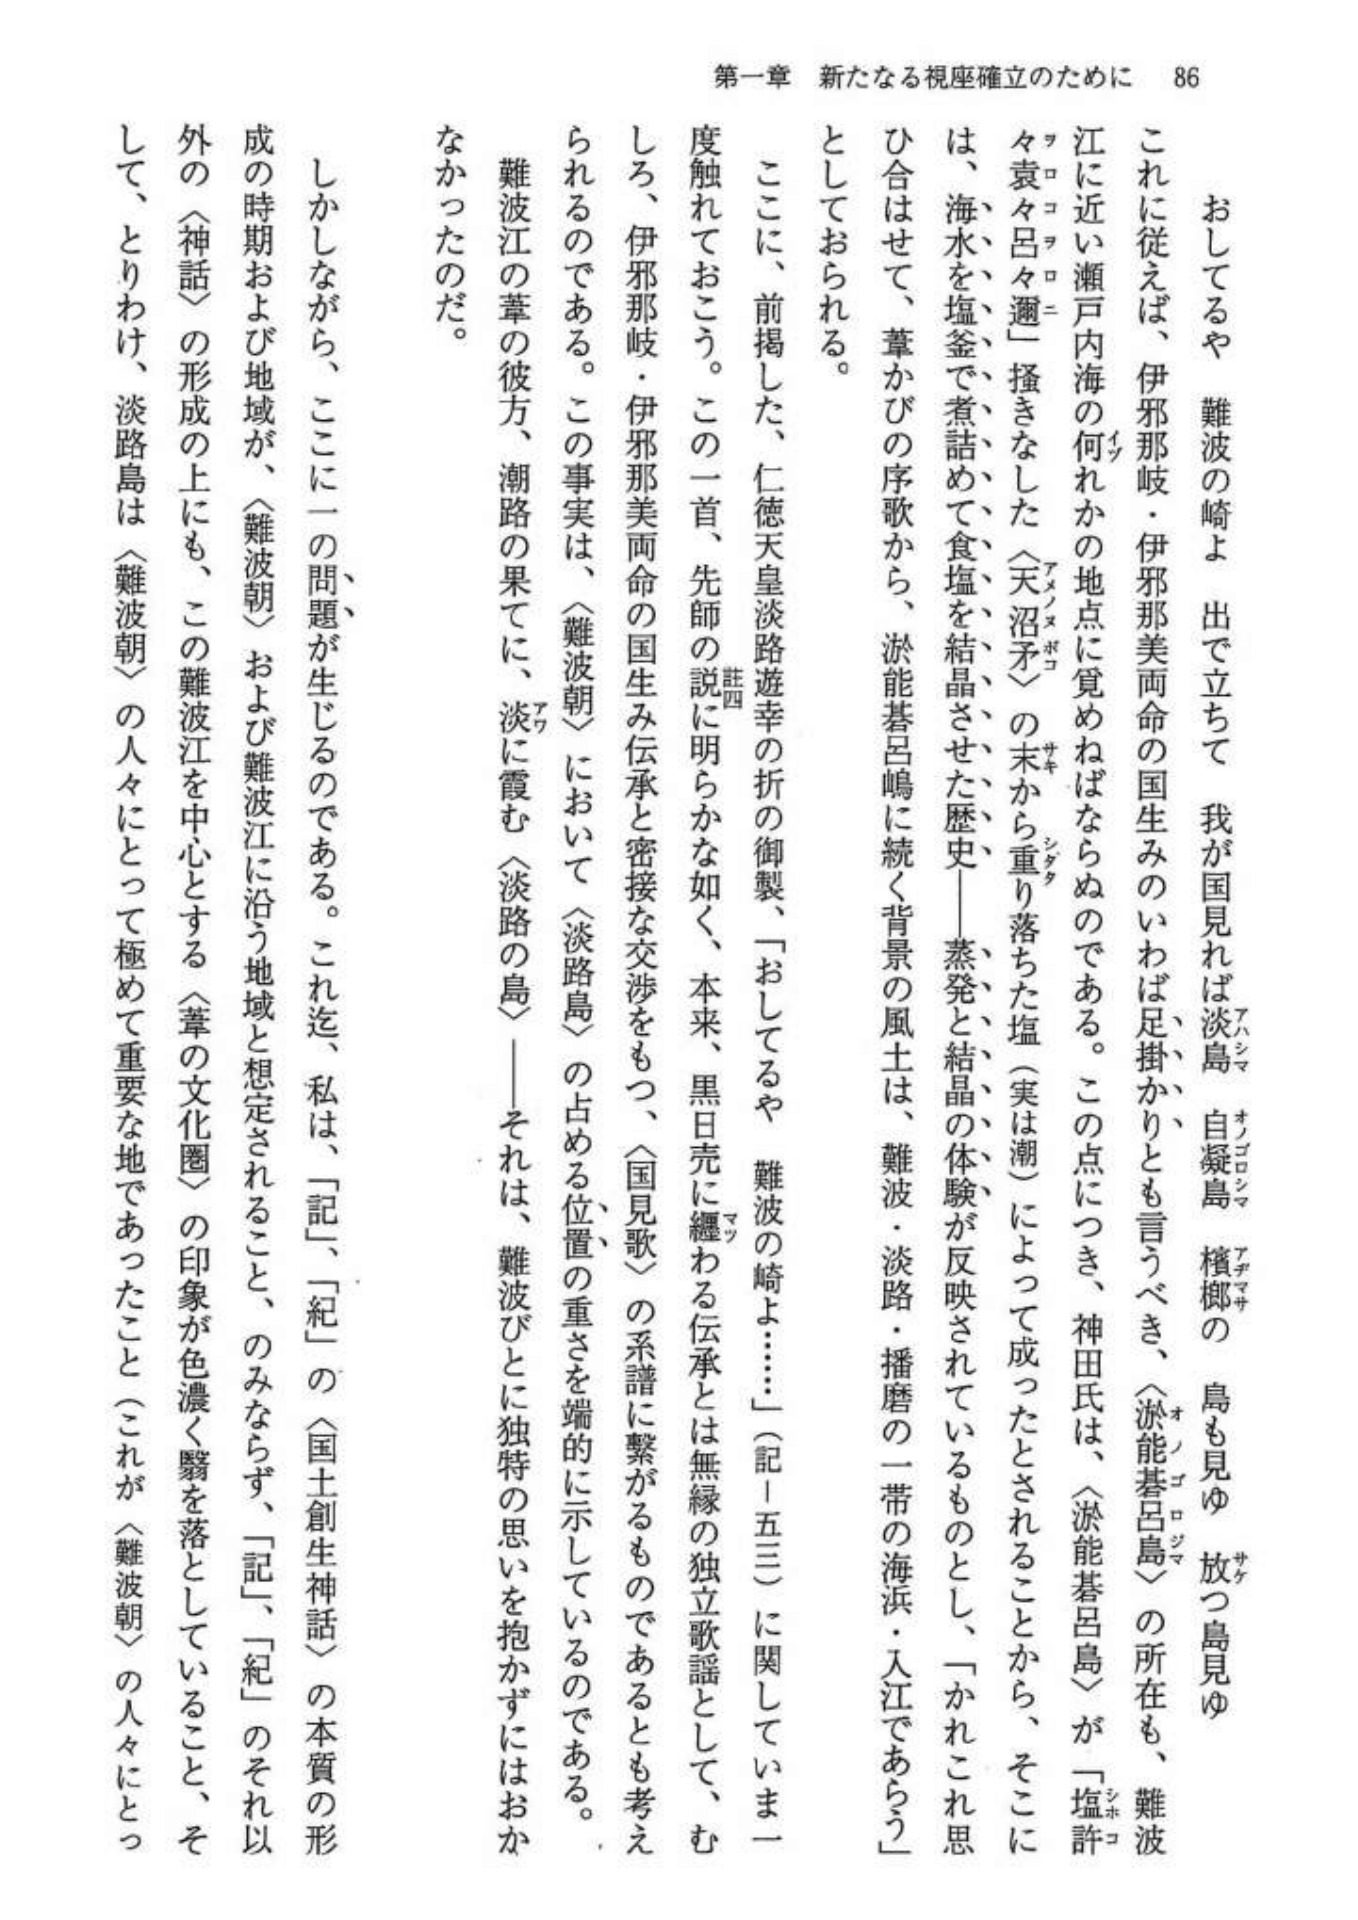 第一章　新たなる視座確立のために　86
おしてるや　難波の崎よ　出で立ちて　我が国見れば淡島　自凝島　檳榔の　島も見ゆ　放つ島見ゆ
これに従えば、伊邪那岐・伊邪那美両命の国生みのいわば足掛かりとも言うべき、〈淤能碁呂島〉の所在も、難波
江に近い瀬戸内海の何れかの地点に覓めねばならぬのである。この点につき、神田氏は、〈淤能碁呂島〉が「塩許
々袁々呂々邇」掻きなした〈天沼矛〉の末から重り落ちた塩（実は潮）によって成ったとされることから、そこに
は、海水を塩釜で煮詰めて食塩を結晶させた歴史――蒸発と結晶の体験が反映されているものとし、「かれこれ思
ひ合はせて、葦かびの序歌から、淤能碁呂嶋に続く背景の風土は、難波・淡路・播磨の一帯の海浜・入江であらう」
としておられる。
ここに、前掲した、仁徳天皇淡路遊幸の折の御製、「おしてるや　難波の崎よ……」（記－五三）に関していま一
度触れておこう。この一首、先師の説に註四明らかな如く、本来、黒日売に纏わる伝承とは無縁の独立歌謡として、む
しろ、伊邪那岐・伊邪那美両命の国生み伝承と密接な交渉をもつ、〈国見歌〉の系譜に繋がるものであるとも考え
られるのである。この事実は、〈難波朝〉において〈淡路島〉の占める位置の重さを端的に示しているのである。
難波江の葦の彼方、潮路の果てに、淡に霞む〈淡路の島〉――それは、難波びとに独特の思いを抱かずにはおか
なかったのだ。
しかしながら、ここに一の問題が生じるのである。これ迄、私は、「記」、「紀」の〈国土創生神話〉の本質の形
成の時期および地域が、〈難波朝〉および難波江に沿う地域と想定されること、のみならず、「記」、「紀」のそれ以
外の〈神話〉の形成の上にも、この難波江を中心とする〈葦の文化圏〉の印象が色濃く翳を落としていること、そ
して、とりわけ、淡路島は〈難波朝〉の人々にとって極めて重要な地であったこと（これが〈難波朝〉の人々にとっ